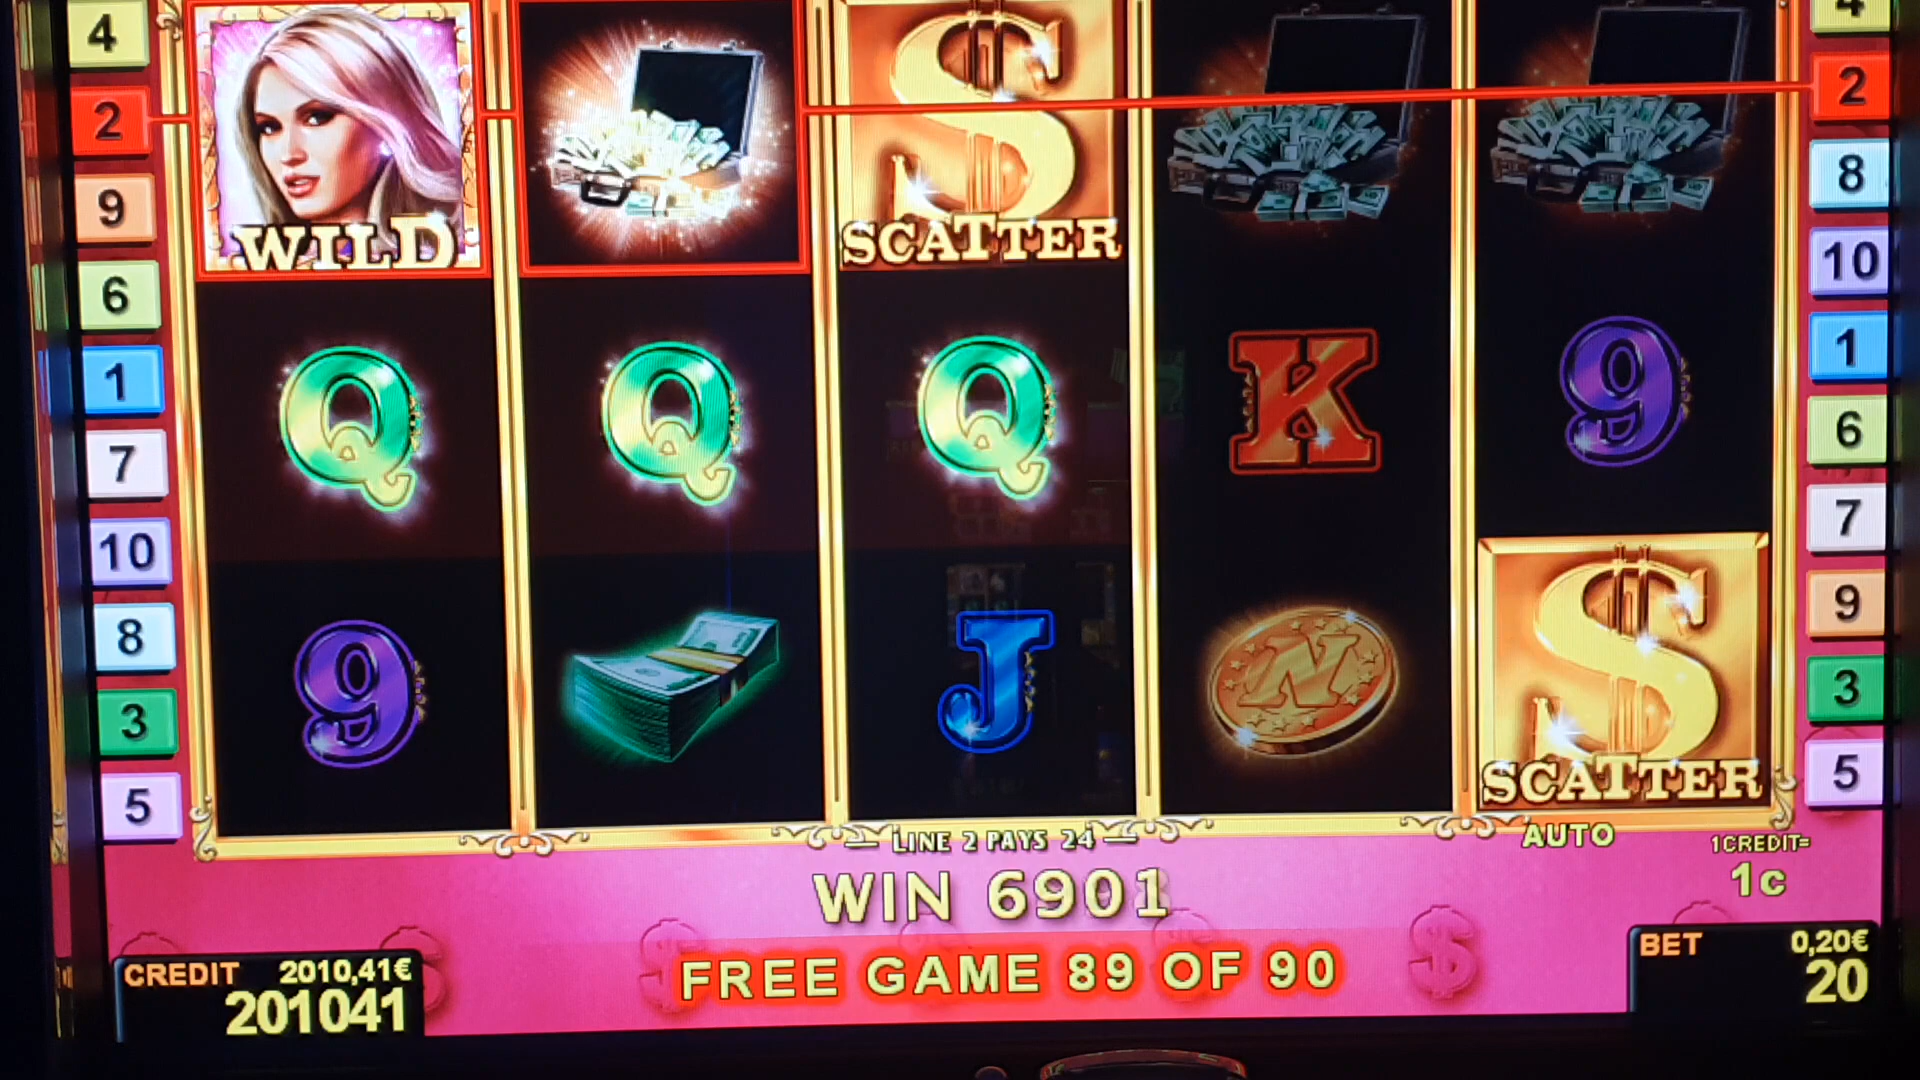 4
4
2
2
WILD
SCATTER
9
8
6
10
Q
Q
Q
K
9
1
1
7
6
10
7
8
9
9
J
N
3
3
SCATTER
5
5
LINE 2 PAYS 24
AUTO
1CREDIT=
1c
WIN 6901
FREE GAME 89 OF 90
CREDIT 2010,41€
201041
BET 0,20€
20